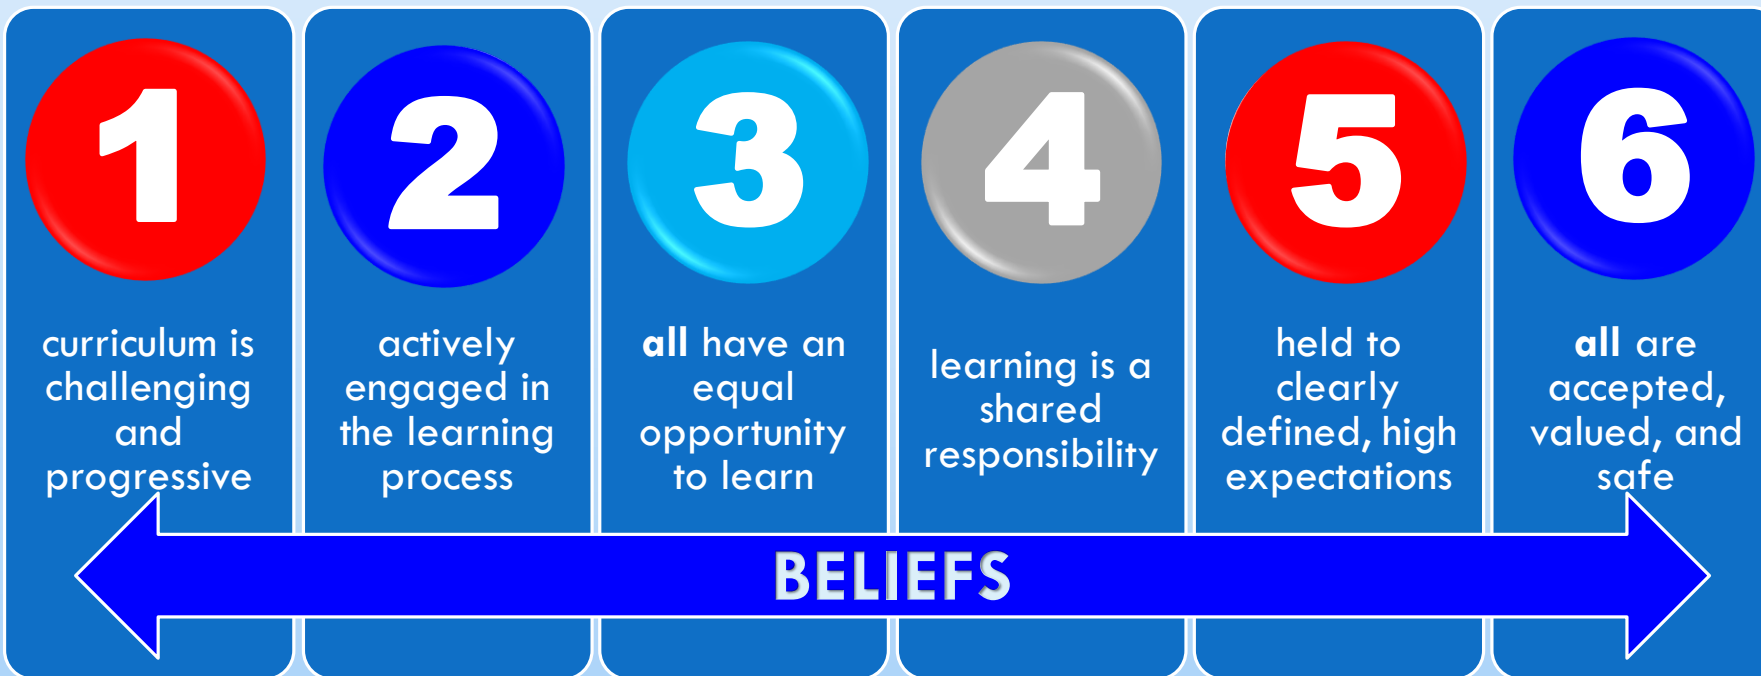 1
curriculum is
challenging
and
progressive
2
actively
engaged in
the learning
process
3
all have an
equal
opportunity
to learn
4
learning is a
shared
responsibility
5
held to
clearly
defined, high
expectations
6
all are
accepted,
valued, and
safe
BELIEFS